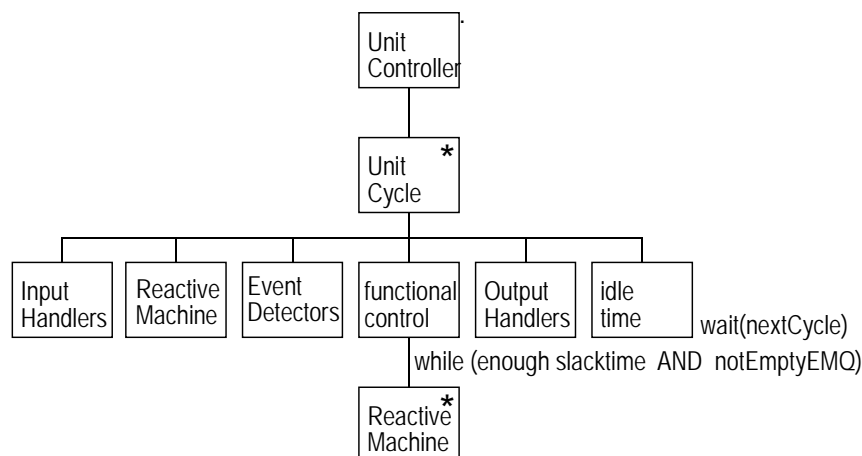 Unit
Controller
*
Unit
Cycle
Input
Handlers
Reactive
Machine
Event
Detectors
functional
control
Output
Handlers
idle
time
wait(nextCycle)
while (enough slacktime AND notEmptyEMQ)
*
Reactive
Machine